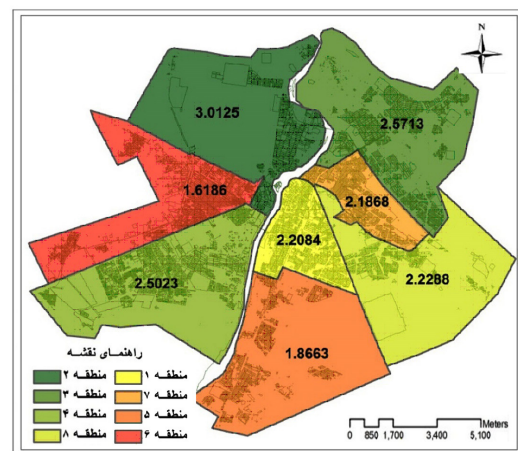 N
3.0125
2.5713
1.6186
2.1868
2.2084
2.5023
2.2288
1.8663
راهنمای نقشه
منطقه ۲ منطقه ۱
منطقه ۳ منطقه ۷
منطقه ۴ منطقه ۵
منطقه ۸ منطقه ۶
Meters
0 850 1,700 3,400 5,100